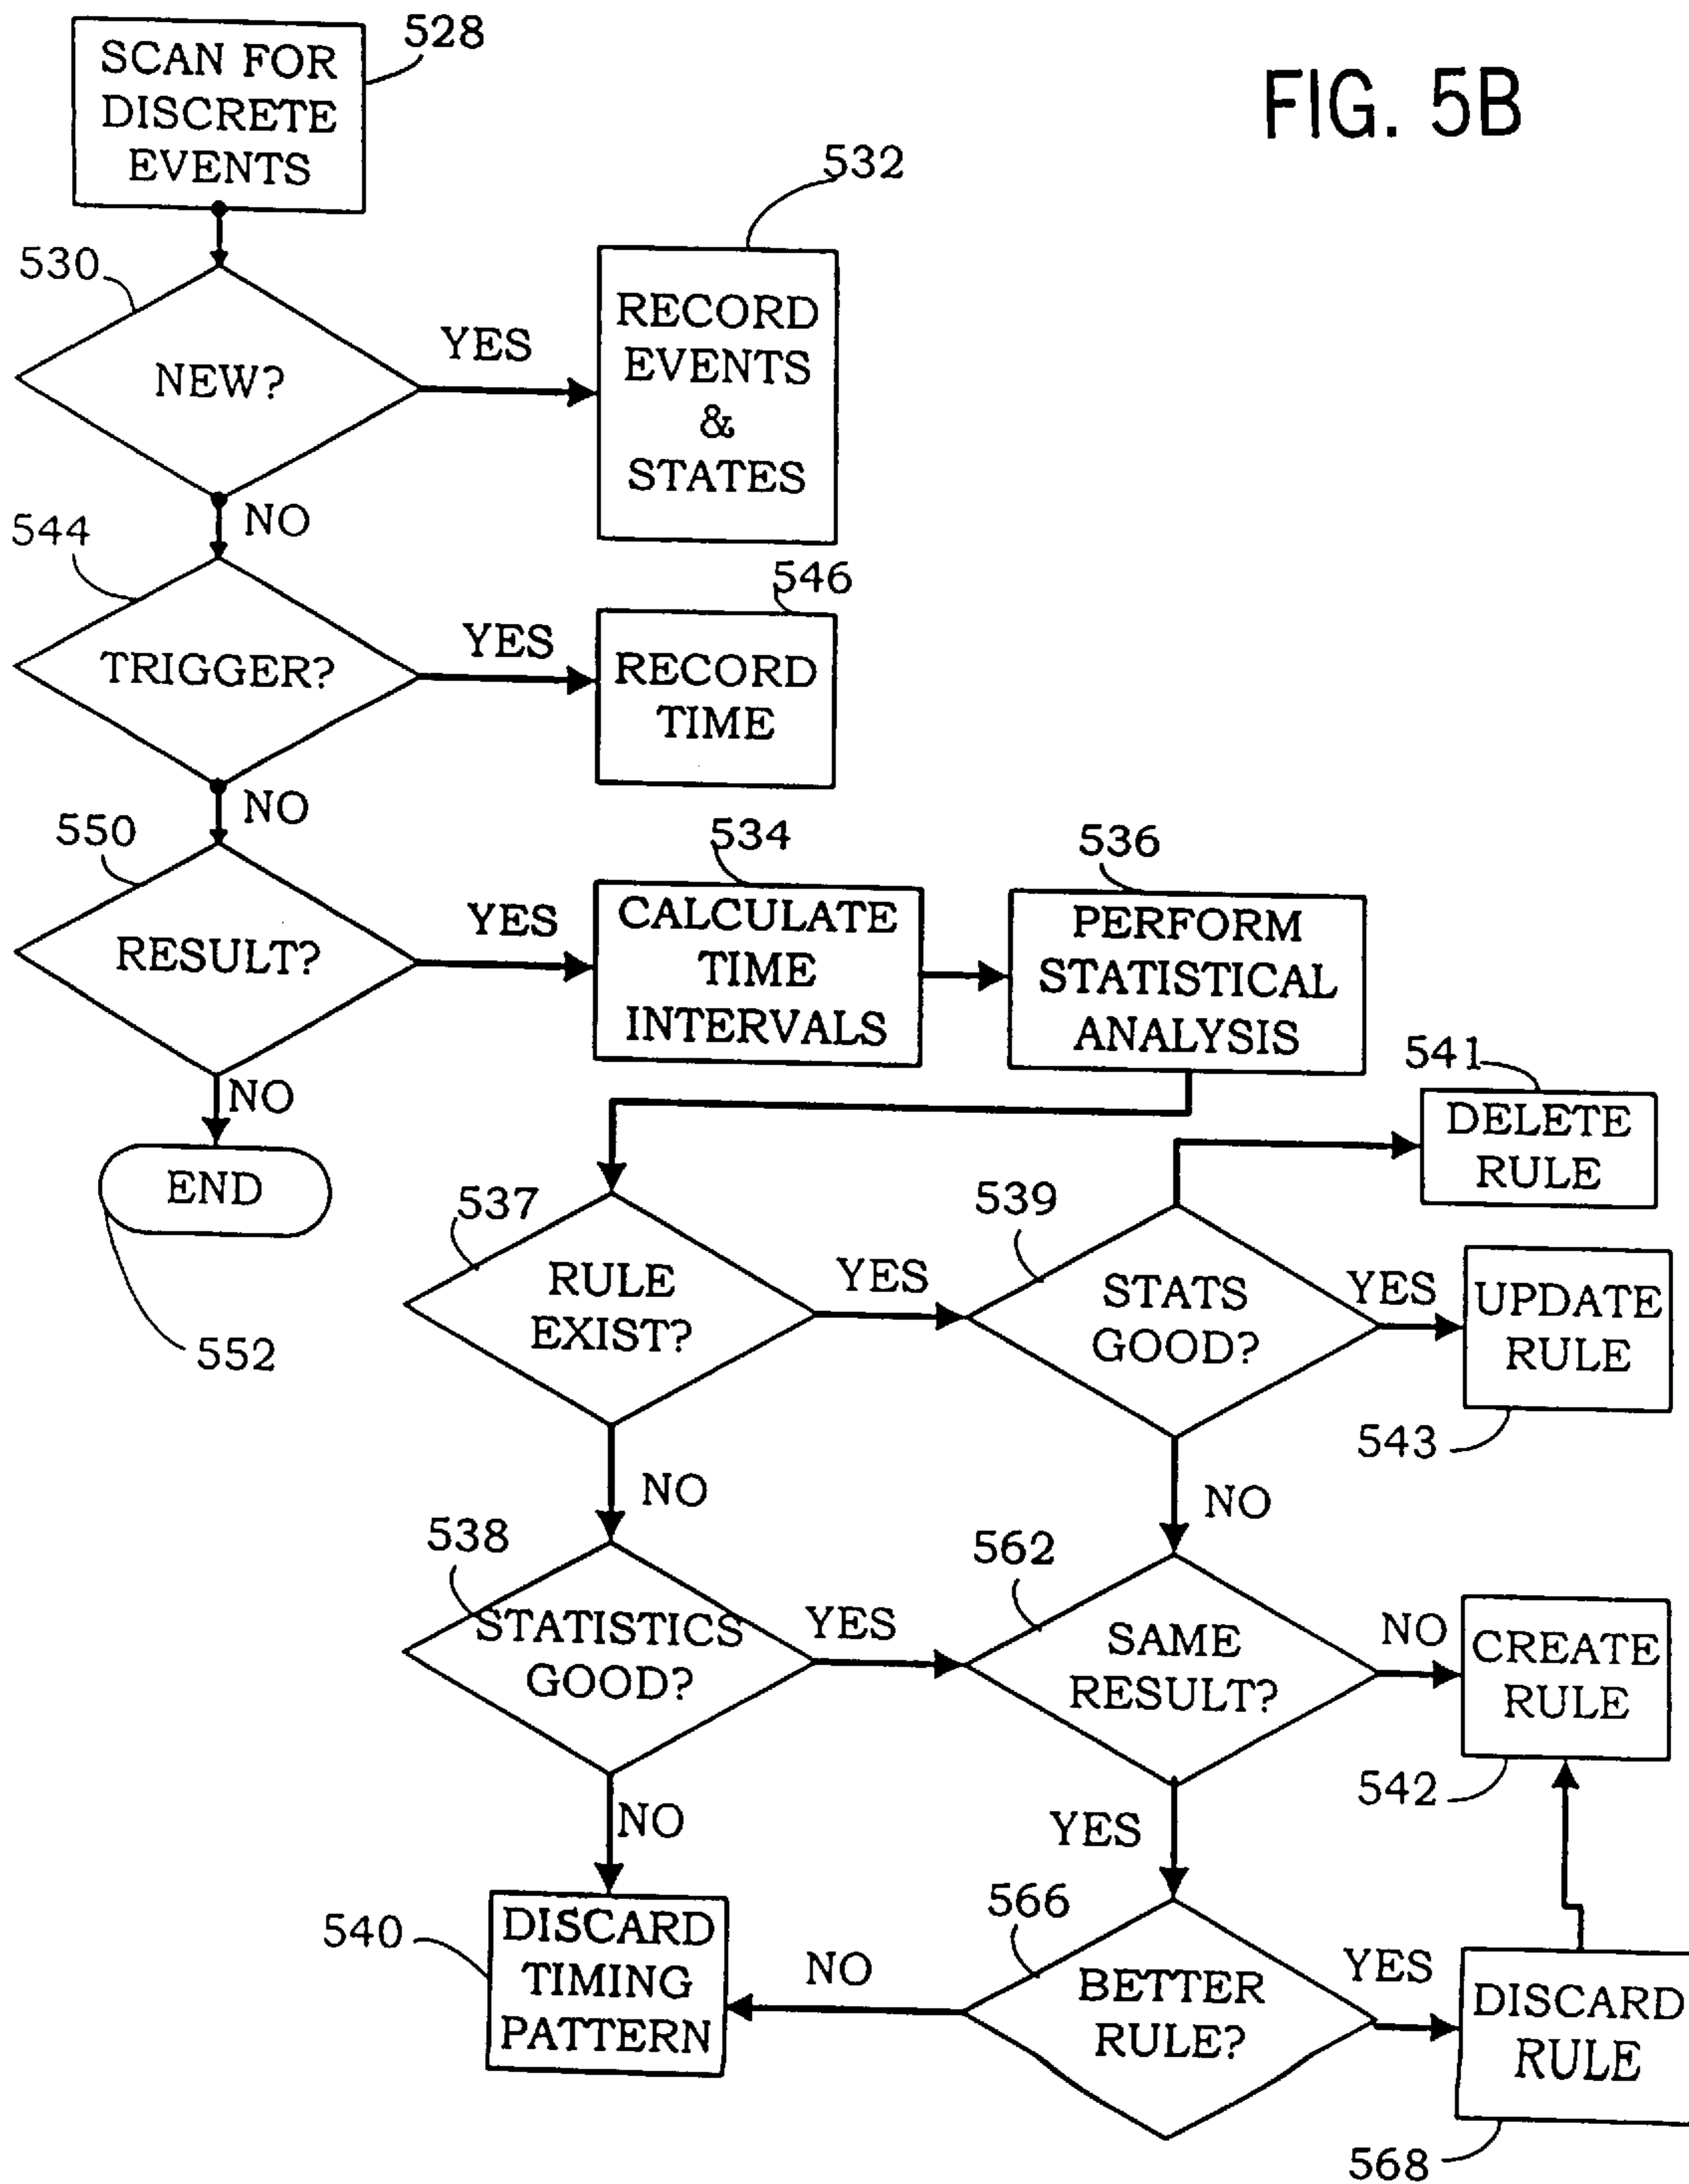 528
SCAN FOR
DISCRETE
EVENTS
FIG. 5B
532
530
RECORD
EVENTS
&
STATES
YES
NEW?
NO
544
546
YES
TRIGGER?
RECORD
TIME
NO
550
534
536
YES
RESULT?
CALCULATE
TIME
INTERVALS
PERFORM
STATISTICAL
ANALYSIS
NO
541
DELETE
RULE
END
552
537
539
RULE
EXIST?
YES
STATS
GOOD?
YES
UPDATE
RULE
543
NO
NO
538
562
STATISTICS
GOOD?
YES
SAME
RESULT?
NO
CREATE
RULE
542
NO
YES
540
DISCARD
TIMING
PATTERN
566
NO
BETTER
RULE?
YES
DISCARD
RULE
568